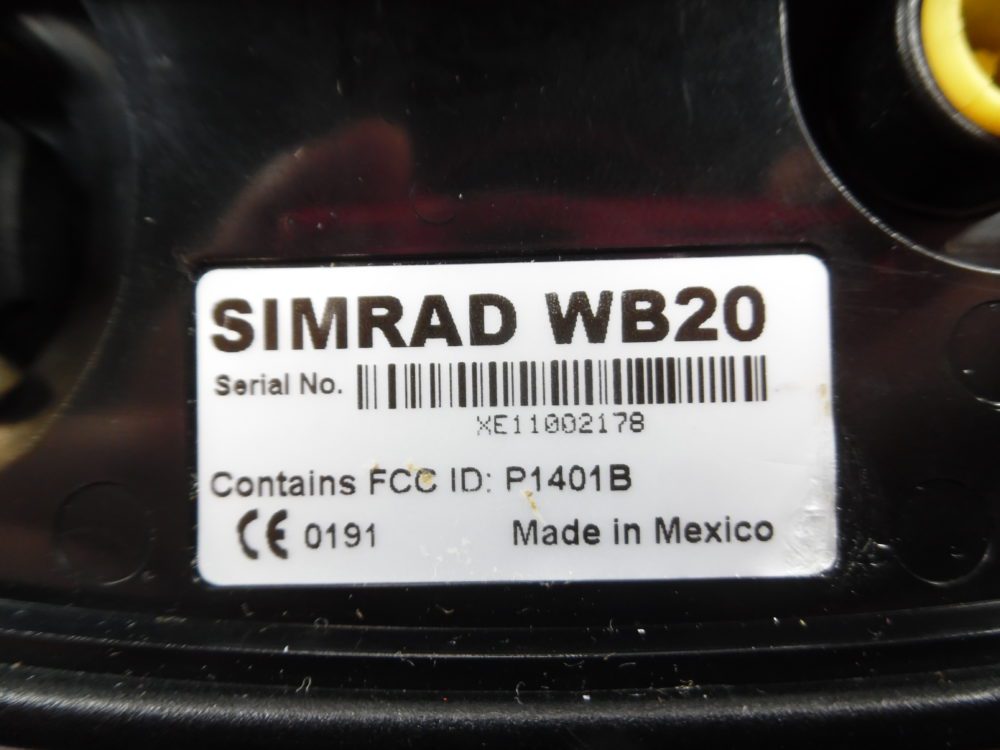 SIMRAD WB20
Serial No.
XE11002178
Contains FCC ID: P1401B
CE 0191 Made in Mexico